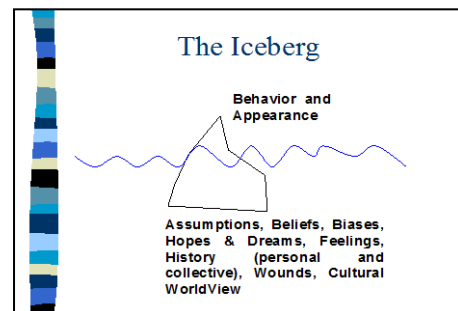 The Iceberg
Behavior and
Appearance
Assumptions, Beliefs, Biases,
Hopes & Dreams, Feelings,
History (personal and
collective), Wounds, Cultural
WorldView